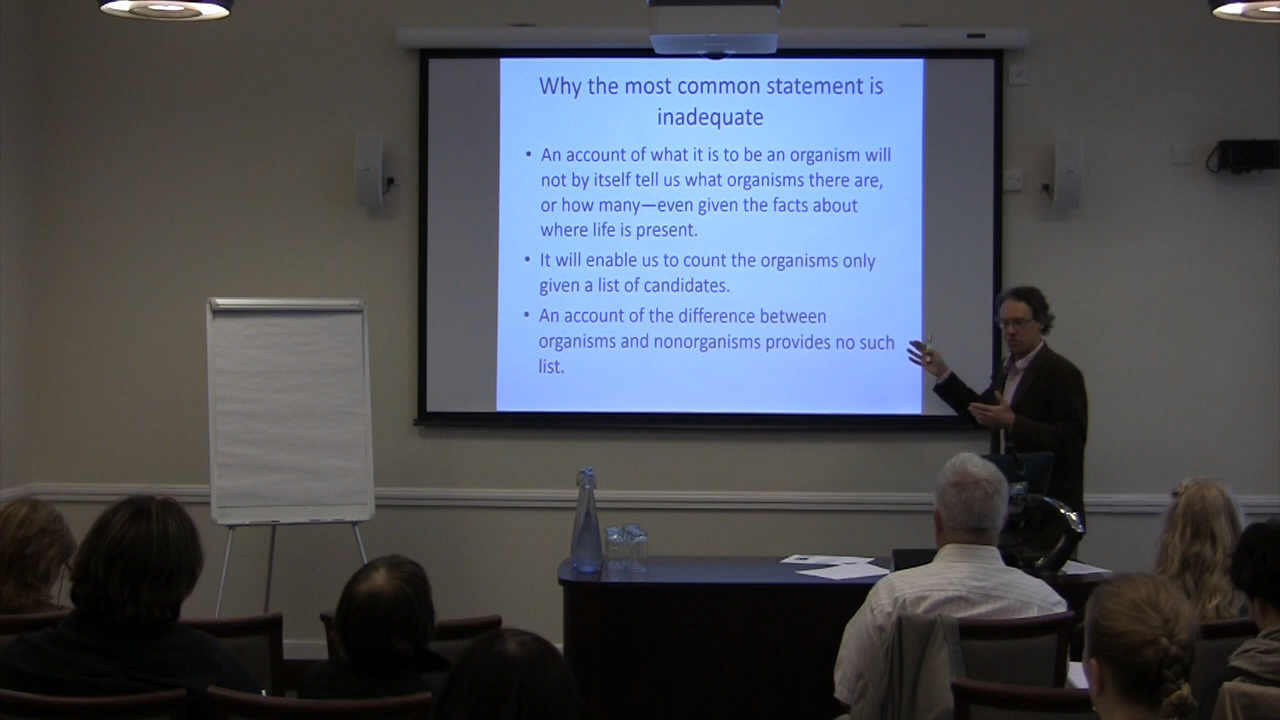 Why the most common statement is
inadequate
• An account of what it is to be an organism will
not by itself tell us what organisms there are,
or how many—even given the facts about
where life is present.
• It will enable us to count the organisms only
given a list of candidates.
• An account of the difference between
organisms and nonorganisms provides no such
list.